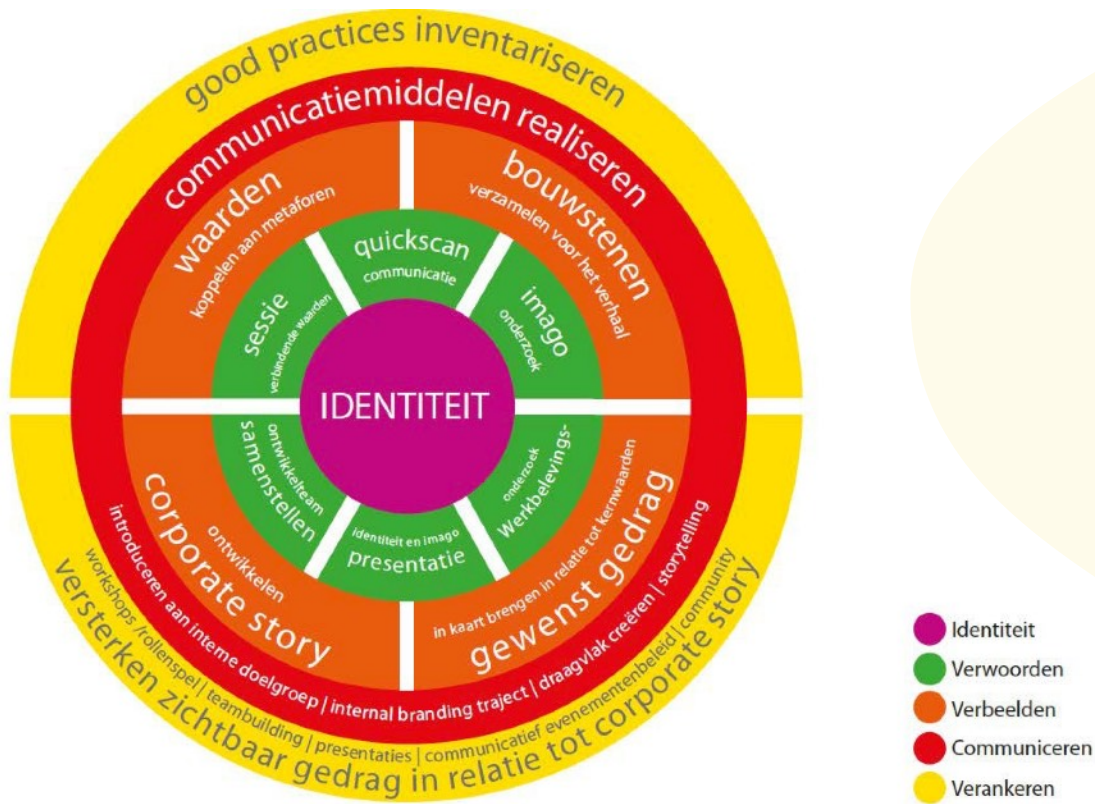 good practices inventariseren
communicatiemiddelen realiseren
waarden
koppelen aan metaforen
bouwstenen
verzamelen voor het verhaal
quickscan
communicatie
sessie
verbindende waarden
imago
onderzoek
IDENTITEIT
samenstellen
ontwikkelteam
onderzoek
Werkbelevings-
identiteit en imago
presentatie
ontwikkelen
corporate story
in kaart brengen in relatie tot kernwaarden
gewenst gedrag
introduceren aan interne doelgroep | internal branding traject | draagvlak creëren | storytelling
workshops /rollenspel | teambuilding | presentaties | communicatief evenementenbeleid | community
versterken zichtbaar gedrag in relatie tot corporate story
Identiteit
Verwoorden
Verbeelden
Communiceren
Verankeren